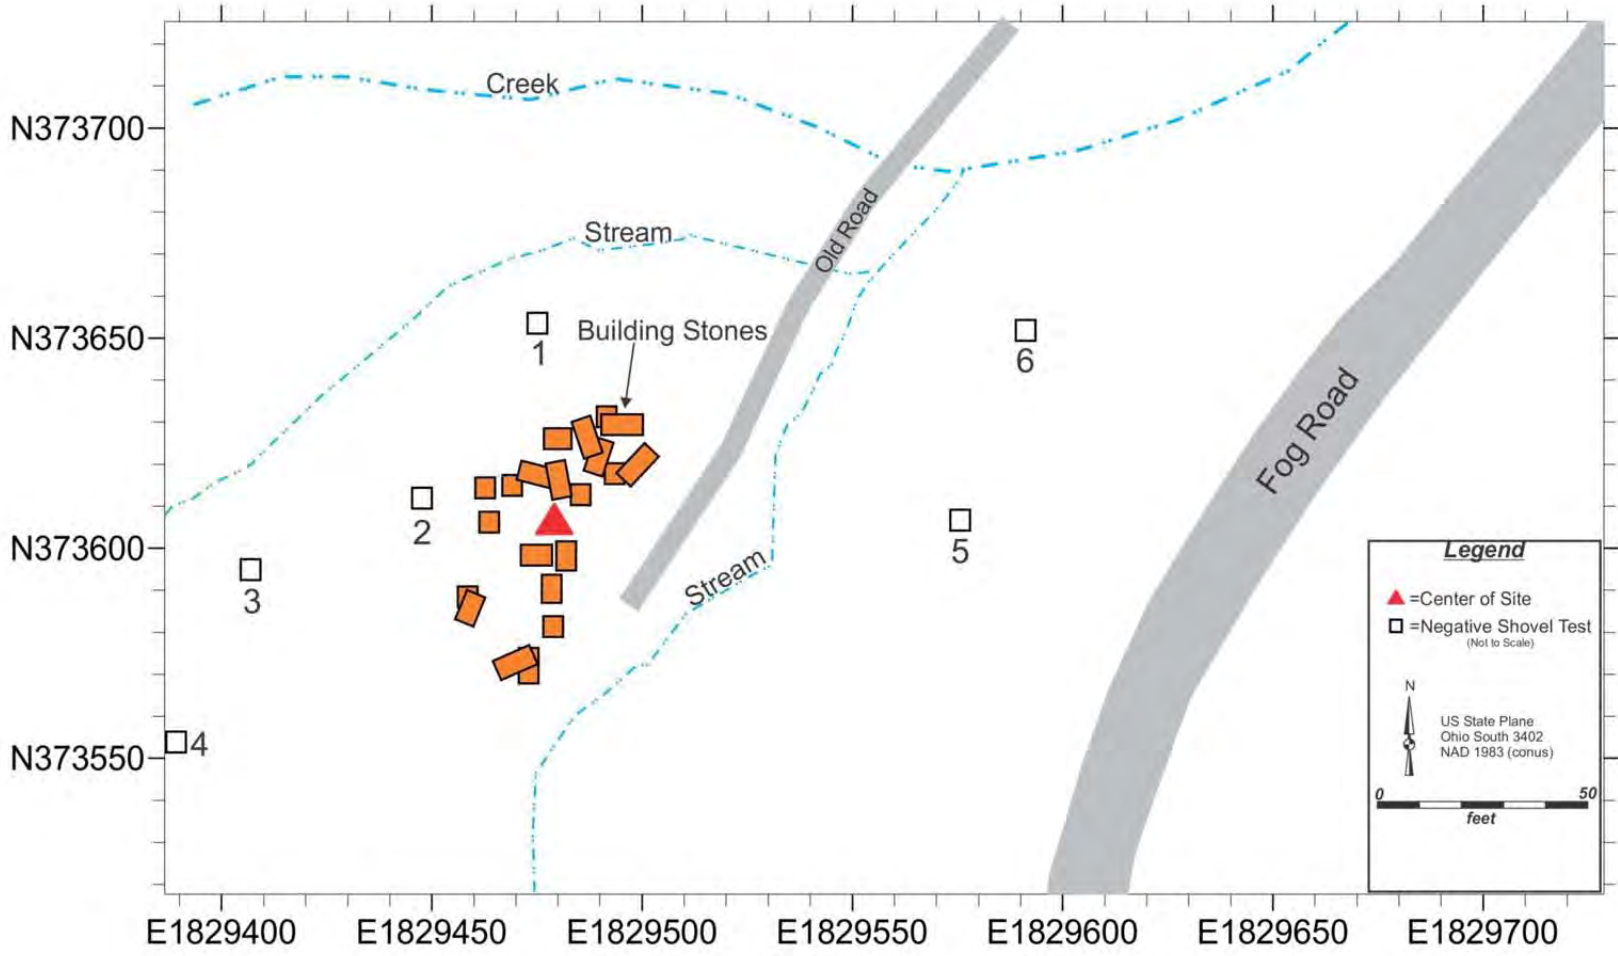 Creek
N373700
Old Road
Stream
N373650
1
Building Stones
6
Fog Road
2
5
N373600
3
Stream
4
N373550
Legend
=Center of Site
=Negative Shovel Test
(Not to Scale)
N
US State Plane
Ohio South 3402
NAD 1983 (conus)
0 50
feet
E1829400 E1829450 E1829500 E1829550 E1829600 E1829650 E1829700